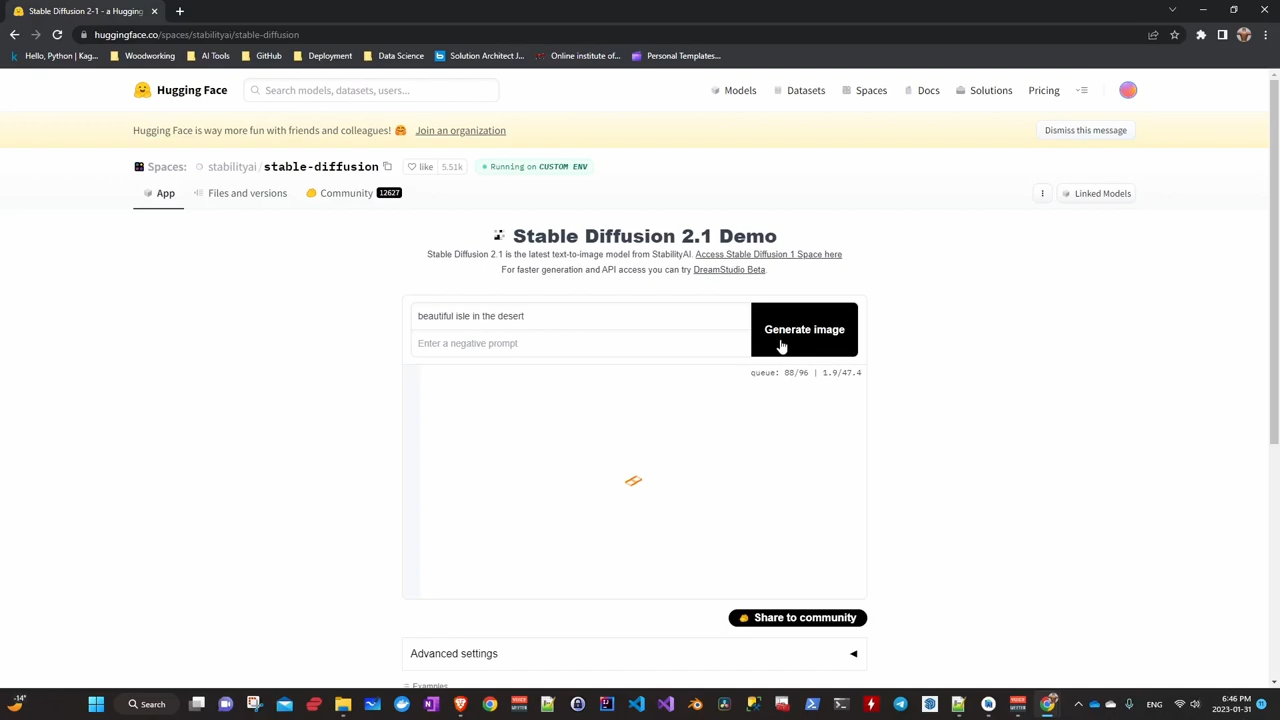 Stable Diffusion 2-1 - a Hugging
huggingface.co/spaces/stabilityai/stable-diffusion
Hello, Python | Kag...
Woodworking
AI Tools
GitHub
Deployment
Data Science
Solution Architect J...
Online institute of...
Personal Templates...
Hugging Face
Search models, datasets, users...
Models
Datasets
Spaces
Docs
Solutions
Pricing
Hugging Face is way more fun with friends and colleagues! 🤗 Join an organization
Dismiss this message
Spaces: stabilityai/stable-diffusion
like 5.51k
Running on CUSTOM ENV
App
Files and versions
Community 12627
Linked Models
Stable Diffusion 2.1 Demo
Stable Diffusion 2.1 is the latest text-to-image model from StabilityAI. Access Stable Diffusion 1 Space here
For faster generation and API access you can try DreamStudio Beta.
beautiful isle in the desert
Enter a negative prompt
Generate image
queue: 88/96 | 1.9/47.4
Share to community
Advanced settings
Examples
-14°
Search
ENG
6:46 PM
2023-01-31